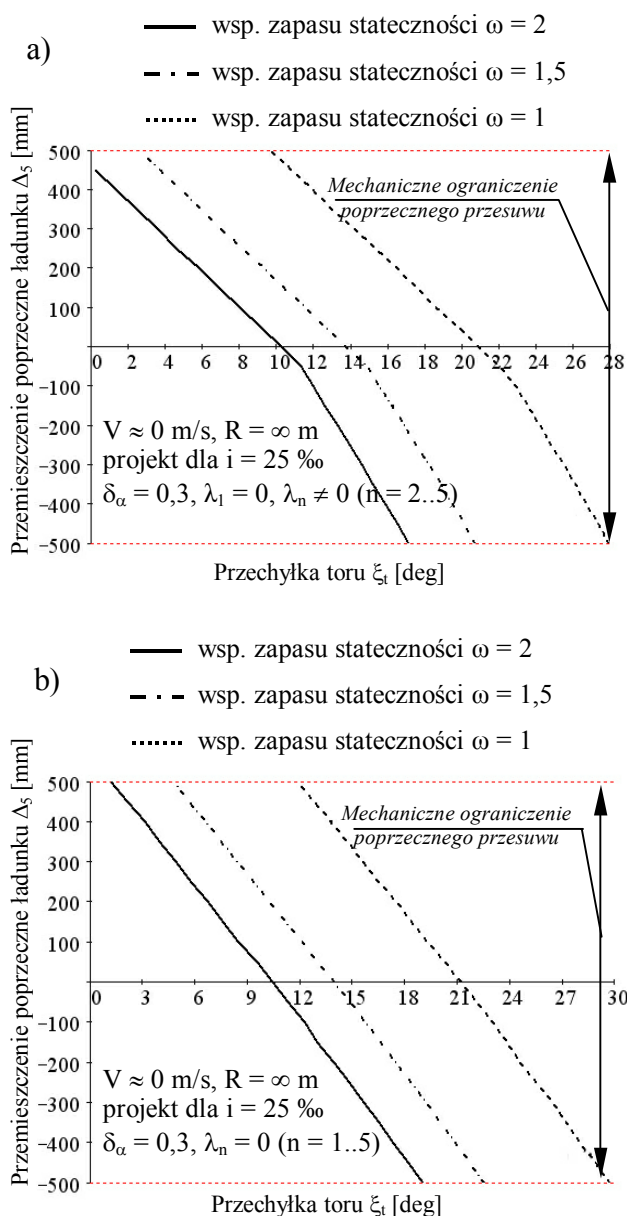 a)
wsp. zapasu stateczności ω = 2
wsp. zapasu stateczności ω = 1,5
wsp. zapasu stateczności ω = 1
Przemieszczenie poprzeczne ładunku Δ₅ [mm]
500
400
300
200
100
−100
−200
−300
−400
−500
0 2 4 6 8 10 12 14 16 18 20 22 24 26 28
Mechaniczne ograniczenie
poprzecznego przesuwu
V ≈ 0 m/s, R = ∞ m
projekt dla i = 25 ‰
δα = 0,3, λ₁ = 0, λₙ ≠ 0 (n = 2..5)
Przechyłka toru ξₜ [deg]
b)
wsp. zapasu stateczności ω = 2
wsp. zapasu stateczności ω = 1,5
wsp. zapasu stateczności ω = 1
Przemieszczenie poprzeczne ładunku Δ₅ [mm]
500
400
300
200
100
−100
−200
−300
−400
−500
0 3 6 9 12 15 18 21 24 27 30
Mechaniczne ograniczenie
poprzecznego przesuwu
V ≈ 0 m/s, R = ∞ m
projekt dla i = 25 ‰
δα = 0,3, λₙ = 0 (n = 1..5)
Przechyłka toru ξₜ [deg]